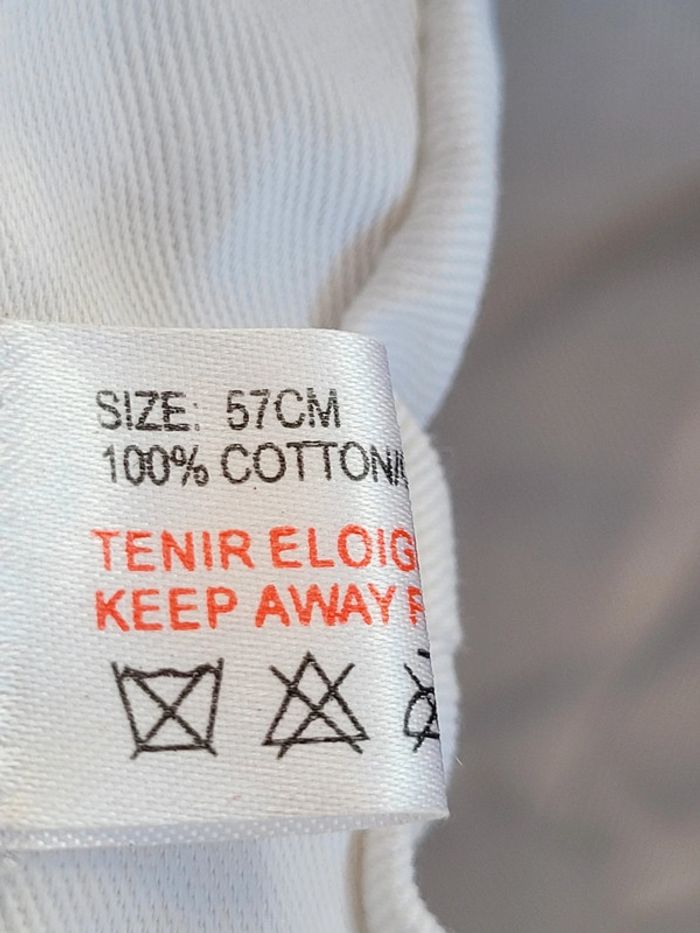 SIZE: 57CM
100% COTTON/
TENIR ELOIG
KEEP AWAY